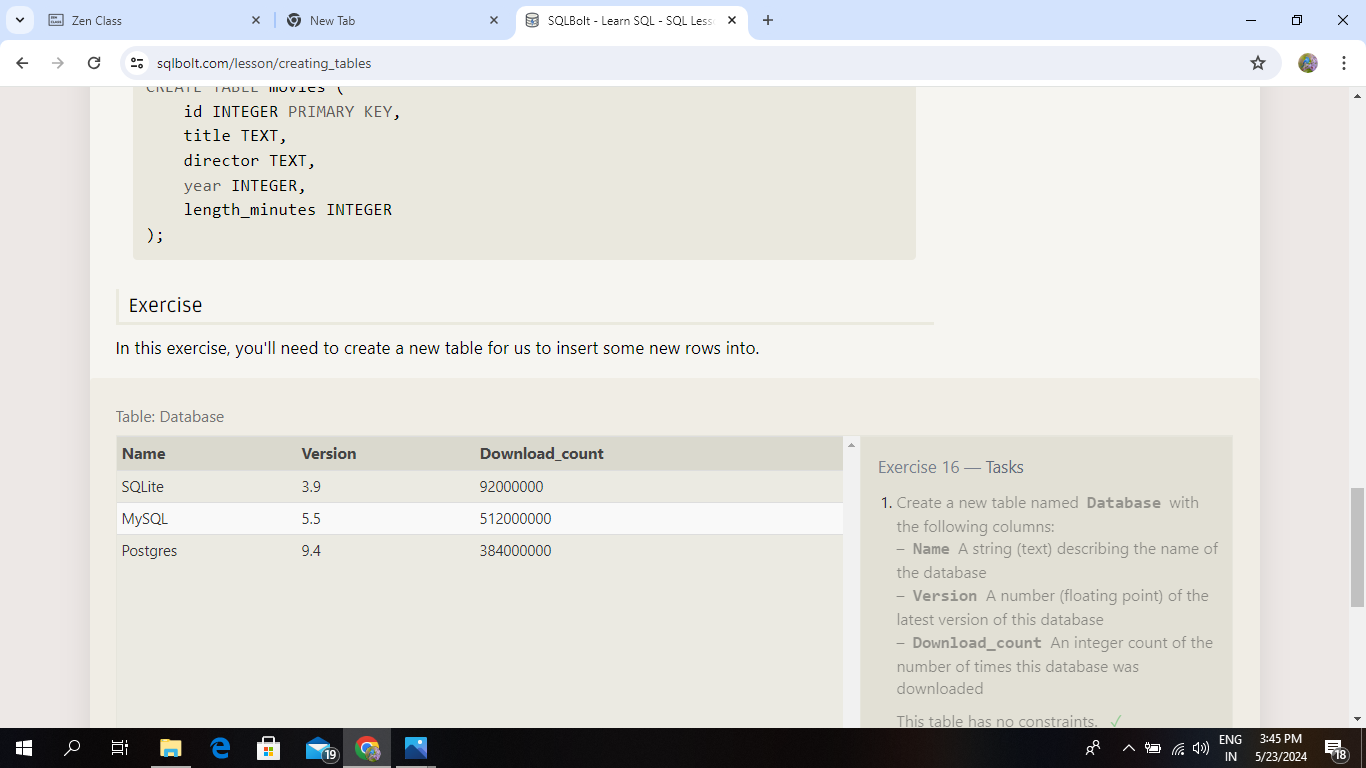 Zen Class
New Tab
SQLBolt - Learn SQL - SQL Less
sqlbolt.com/lesson/creating_tables
CREATE TABLE movies (
id INTEGER PRIMARY KEY,
title TEXT,
director TEXT,
year INTEGER,
length_minutes INTEGER
);
Exercise
In this exercise, you'll need to create a new table for us to insert some new rows into.
Table: Database
Name Version Download_count
SQLite 3.9 92000000
MySQL 5.5 512000000
Postgres 9.4 384000000
Exercise 16 — Tasks
1. Create a new table named Database with
the following columns:
– Name A string (text) describing the name of
the database
– Version A number (floating point) of the
latest version of this database
– Download_count An integer count of the
number of times this database was
downloaded
This table has no constraints. ✓
19
ENG
IN
3:45 PM
5/23/2024
18